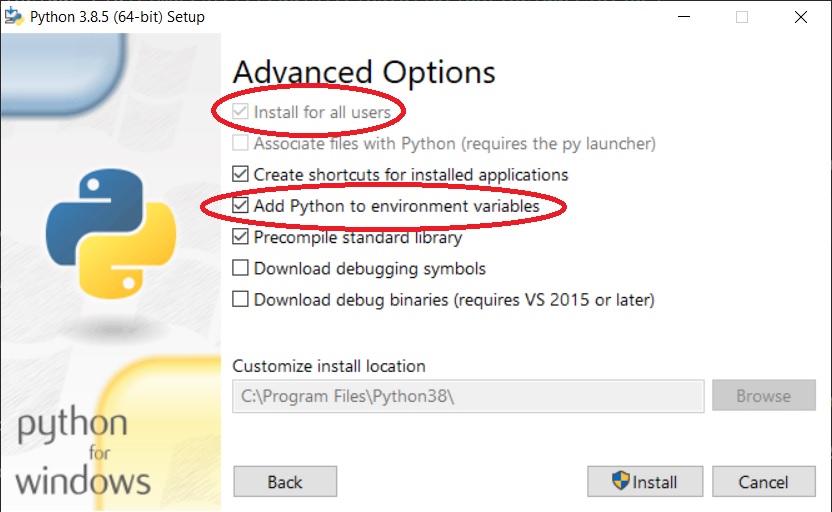 Python 3.8.5 (64-bit) Setup
Advanced Options
Install for all users
Associate files with Python (requires the py launcher)
Create shortcuts for installed applications
Add Python to environment variables
Precompile standard library
Download debugging symbols
Download debug binaries (requires VS 2015 or later)
Customize install location
C:\Program Files\Python38\
Browse
python
for
windows
Back
Install
Cancel